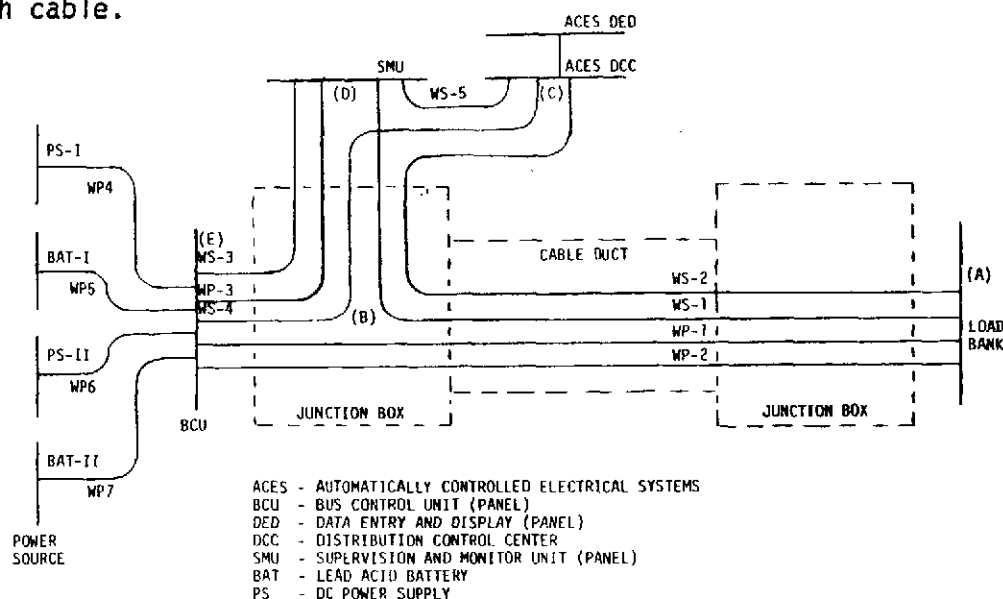 h cable.
ACES DED
SMU
ACES DCC
(D)
WS-5
(C)
PS-I
WP4
(E)
WS-3
BAT-I
CABLE DUCT
(A)
WP5
WP-3
WS-4
WS-2
(B)
WS-1
LOAD
BANK
WP-1
PS-II
WP-2
WP6
JUNCTION BOX
JUNCTION BOX
BCU
BAT-II
WP7
POWER
SOURCE
ACES - AUTOMATICALLY CONTROLLED ELECTRICAL SYSTEMS
BCU - BUS CONTROL UNIT (PANEL)
DED - DATA ENTRY AND DISPLAY (PANEL)
DCC - DISTRIBUTION CONTROL CENTER
SMU - SUPERVISION AND MONITOR UNIT (PANEL)
BAT - LEAD ACID BATTERY
PS - DC POWER SUPPLY